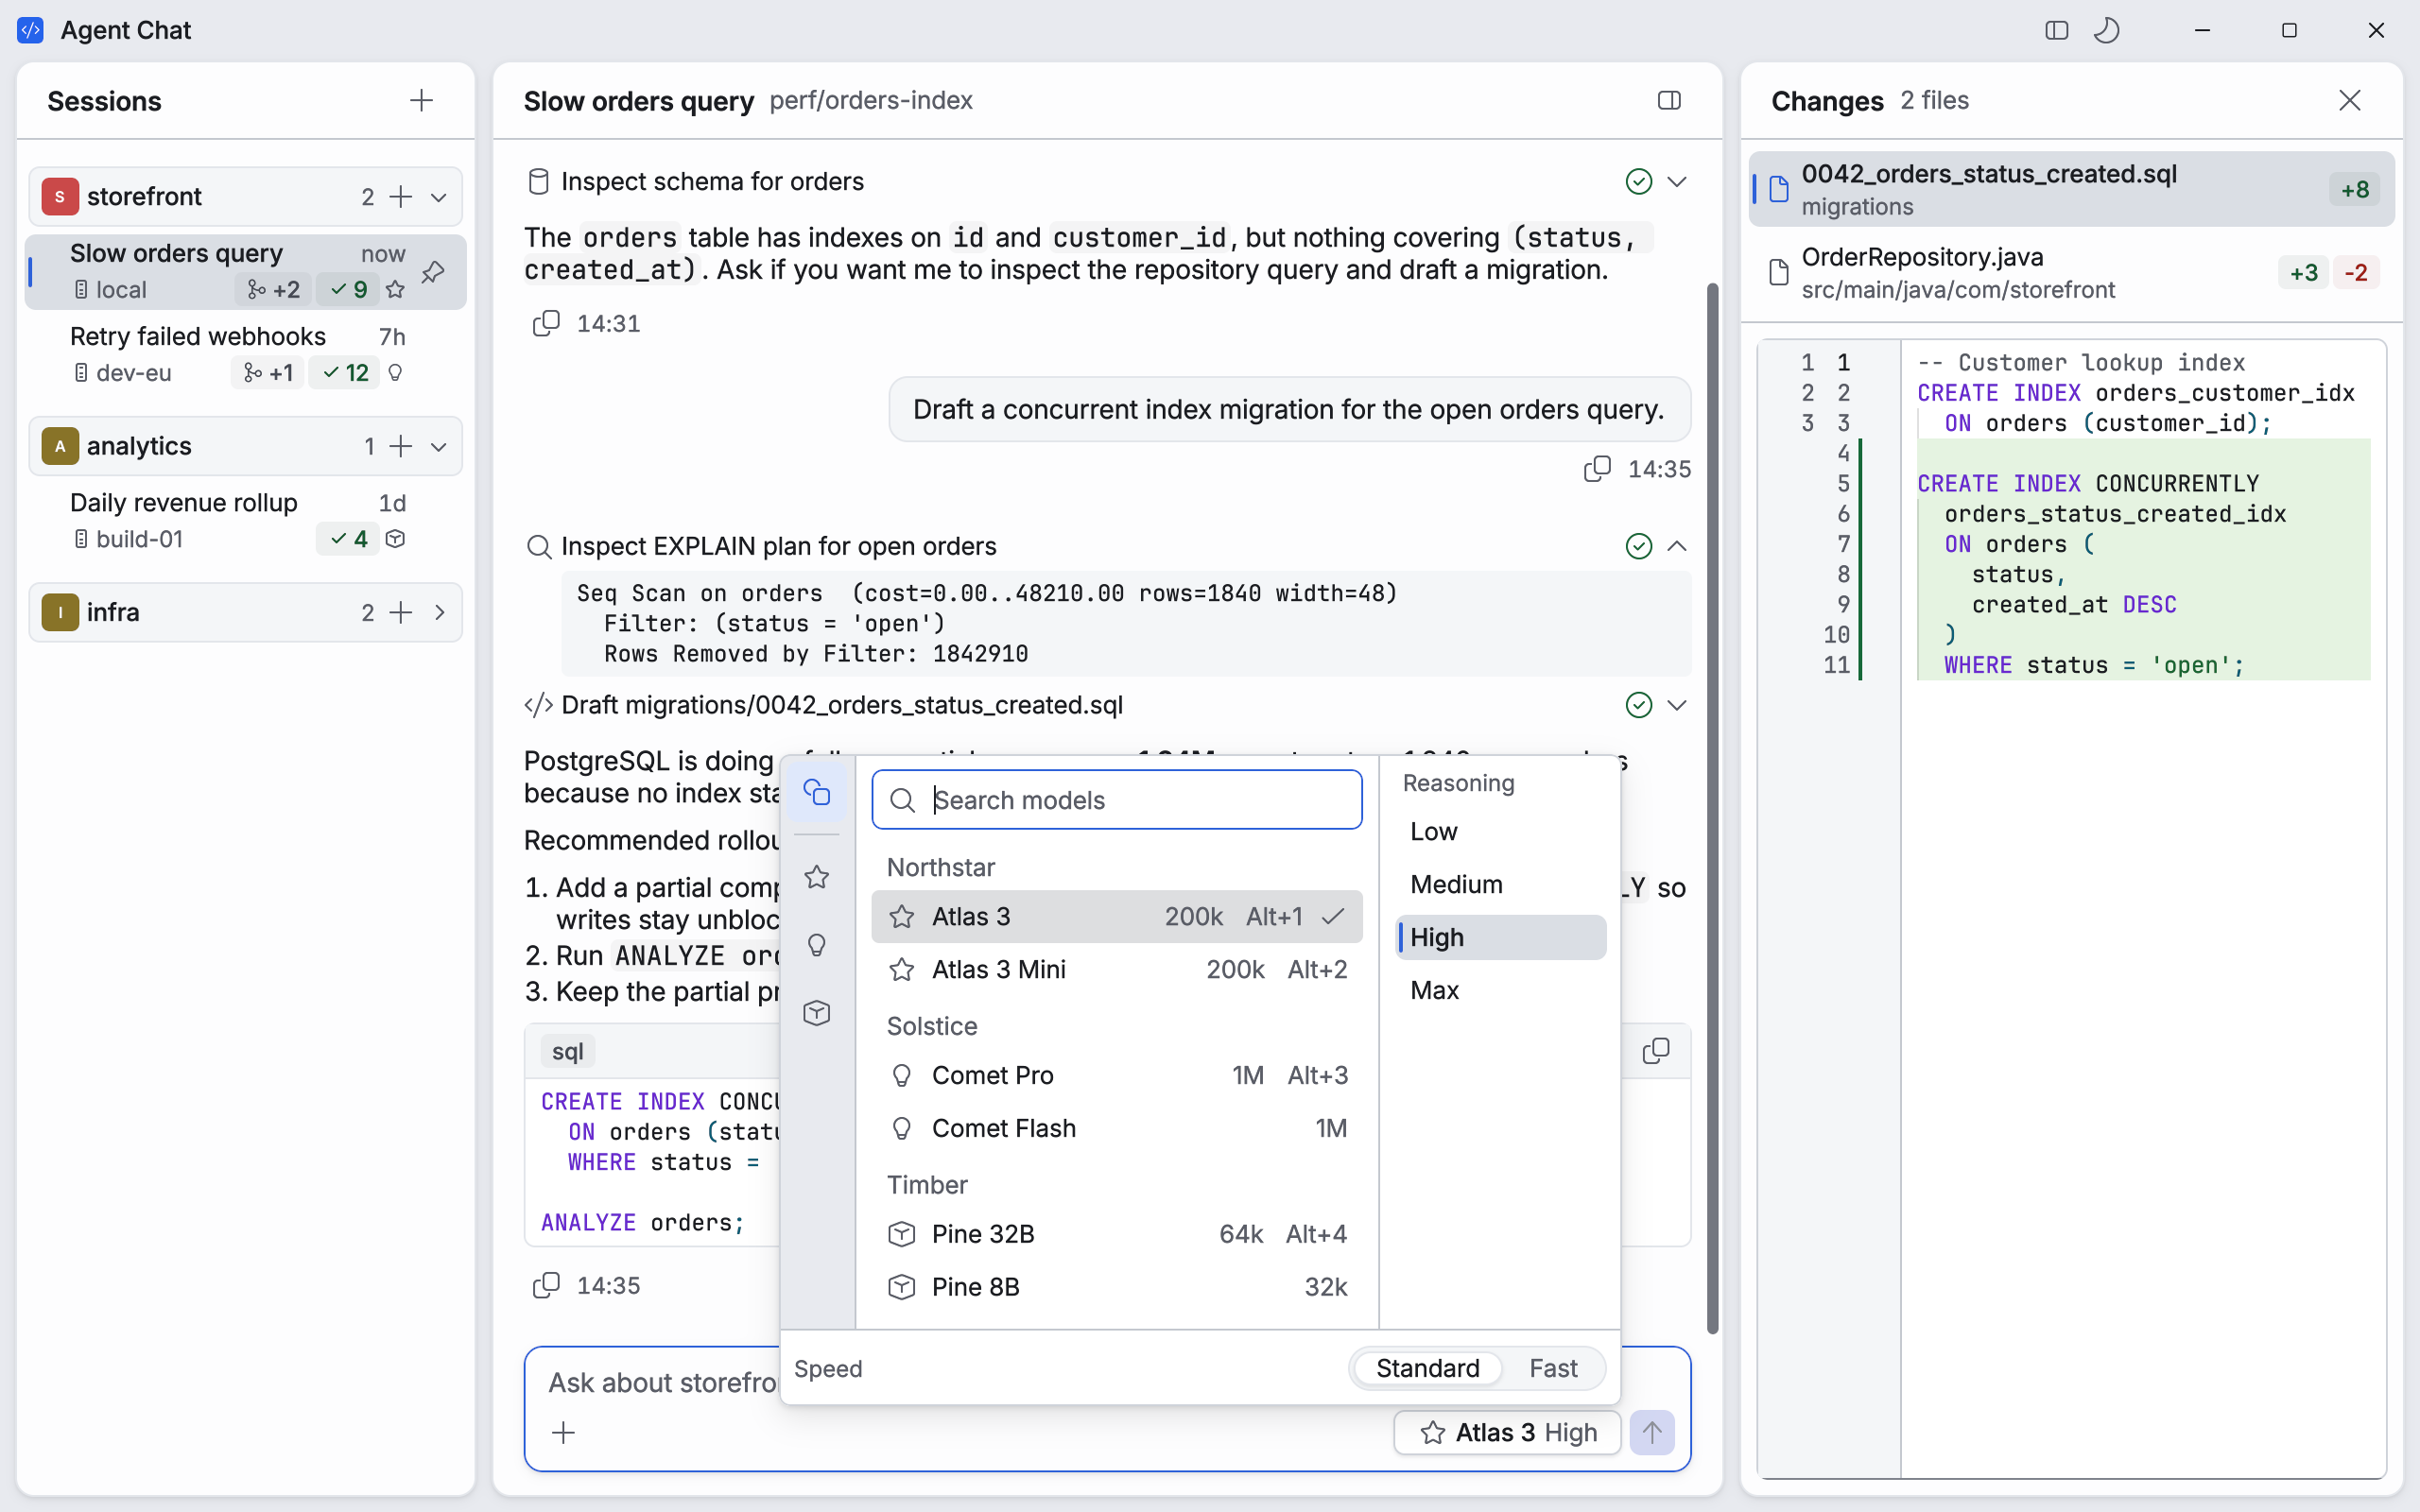 Agent Chat
Sessions
S storefront 2
Slow orders query now
local +2 9
Retry failed webhooks 7h
dev-eu +1 12
A analytics 1
Daily revenue rollup 1d
build-01 4
I infra 2
Slow orders query perf/orders-index
Inspect schema for orders
The orders table has indexes on id and customer_id, but nothing covering (status,
created_at). Ask if you want me to inspect the repository query and draft a migration.
14:31
Draft a concurrent index migration for the open orders query.
14:35
Inspect EXPLAIN plan for open orders
Seq Scan on orders (cost=0.00..48210.00 rows=1840 width=48)
Filter: (status = 'open')
Rows Removed by Filter: 1842910
Draft migrations/0042_orders_status_created.sql
PostgreSQL is doing
because no index
Recommended
1. Add a partial so
writes stay
2. Run ANALYZE
3. Keep the partial
sql
CREATE INDEX
ON orders
WHERE status =
ANALYZE orders;
14:35
Ask about
Atlas 3 High
Search models
Northstar
Atlas 3 200k Alt+1
Atlas 3 Mini 200k Alt+2
Solstice
Comet Pro 1M Alt+3
Comet Flash 1M
Timber
Pine 32B 64k Alt+4
Pine 8B 32k
Reasoning
Low
Medium
High
Max
Speed Standard Fast
Changes 2 files
0042_orders_status_created.sql
migrations +8
OrderRepository.java
src/main/java/com/storefront +3 -2
1 1 -- Customer lookup index
2 2 CREATE INDEX orders_customer_idx
3 3 ON orders (customer_id);
4
5 CREATE INDEX CONCURRENTLY
6 orders_status_created_idx
7 ON orders (
8 status,
9 created_at DESC
10 )
11 WHERE status = 'open';